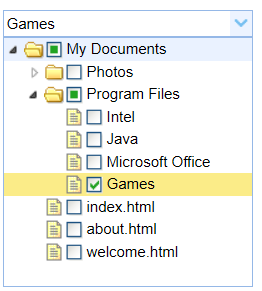 Games
My Documents
Photos
Program Files
Intel
Java
Microsoft Office
Games
index.html
about.html
welcome.html